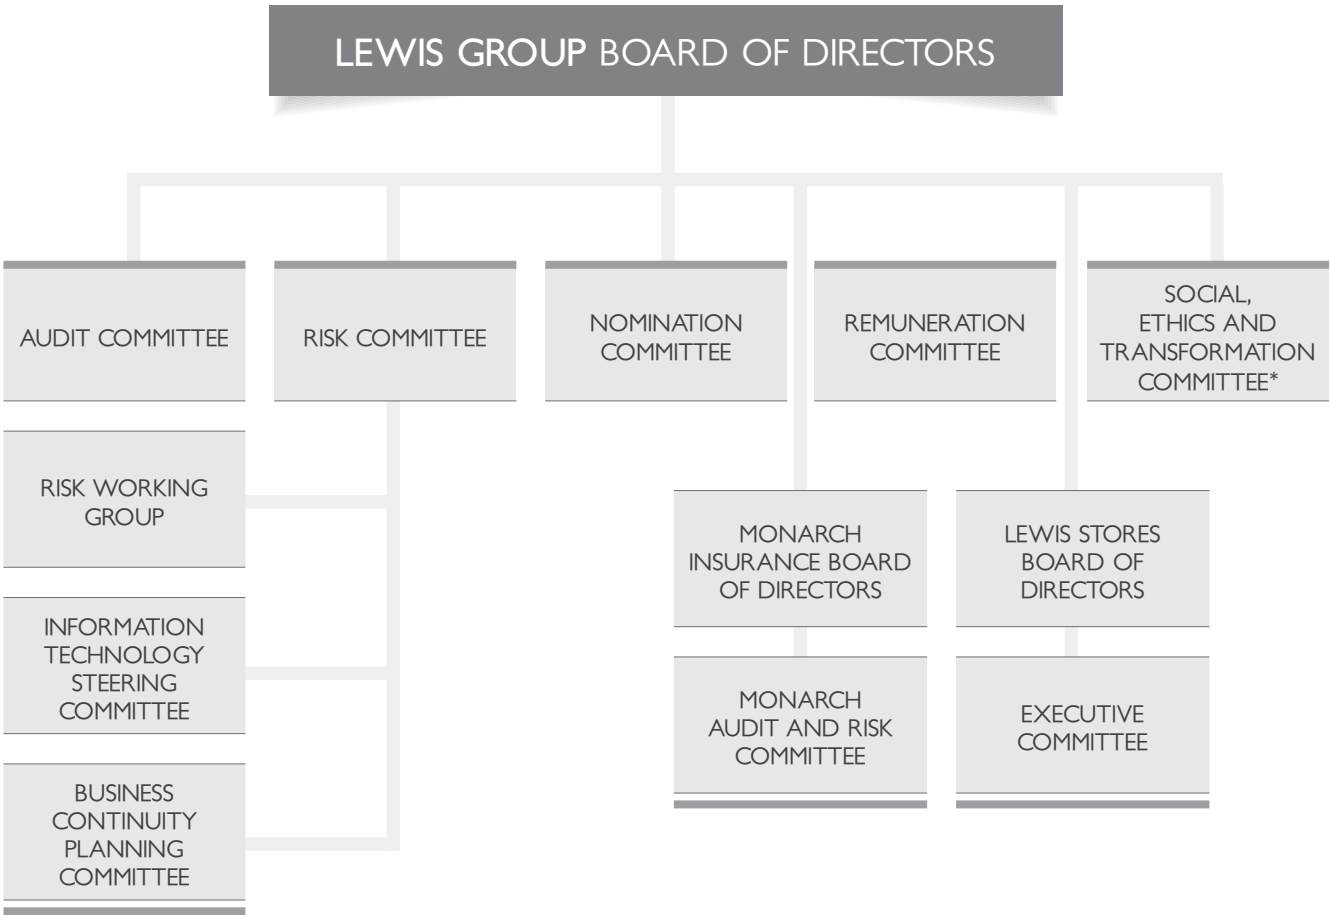 LEWIS GROUP BOARD OF DIRECTORS
AUDIT COMMITTEE
RISK COMMITTEE
NOMINATION
COMMITTEE
REMUNERATION
COMMITTEE
SOCIAL,
ETHICS AND
TRANSFORMATION
COMMITTEE*
RISK WORKING
GROUP
INFORMATION
TECHNOLOGY
STEERING
COMMITTEE
BUSINESS
CONTINUITY
PLANNING
COMMITTEE
MONARCH
INSURANCE BOARD
OF DIRECTORS
LEWIS STORES
BOARD OF
DIRECTORS
MONARCH
AUDIT AND RISK
COMMITTEE
EXECUTIVE
COMMITTEE